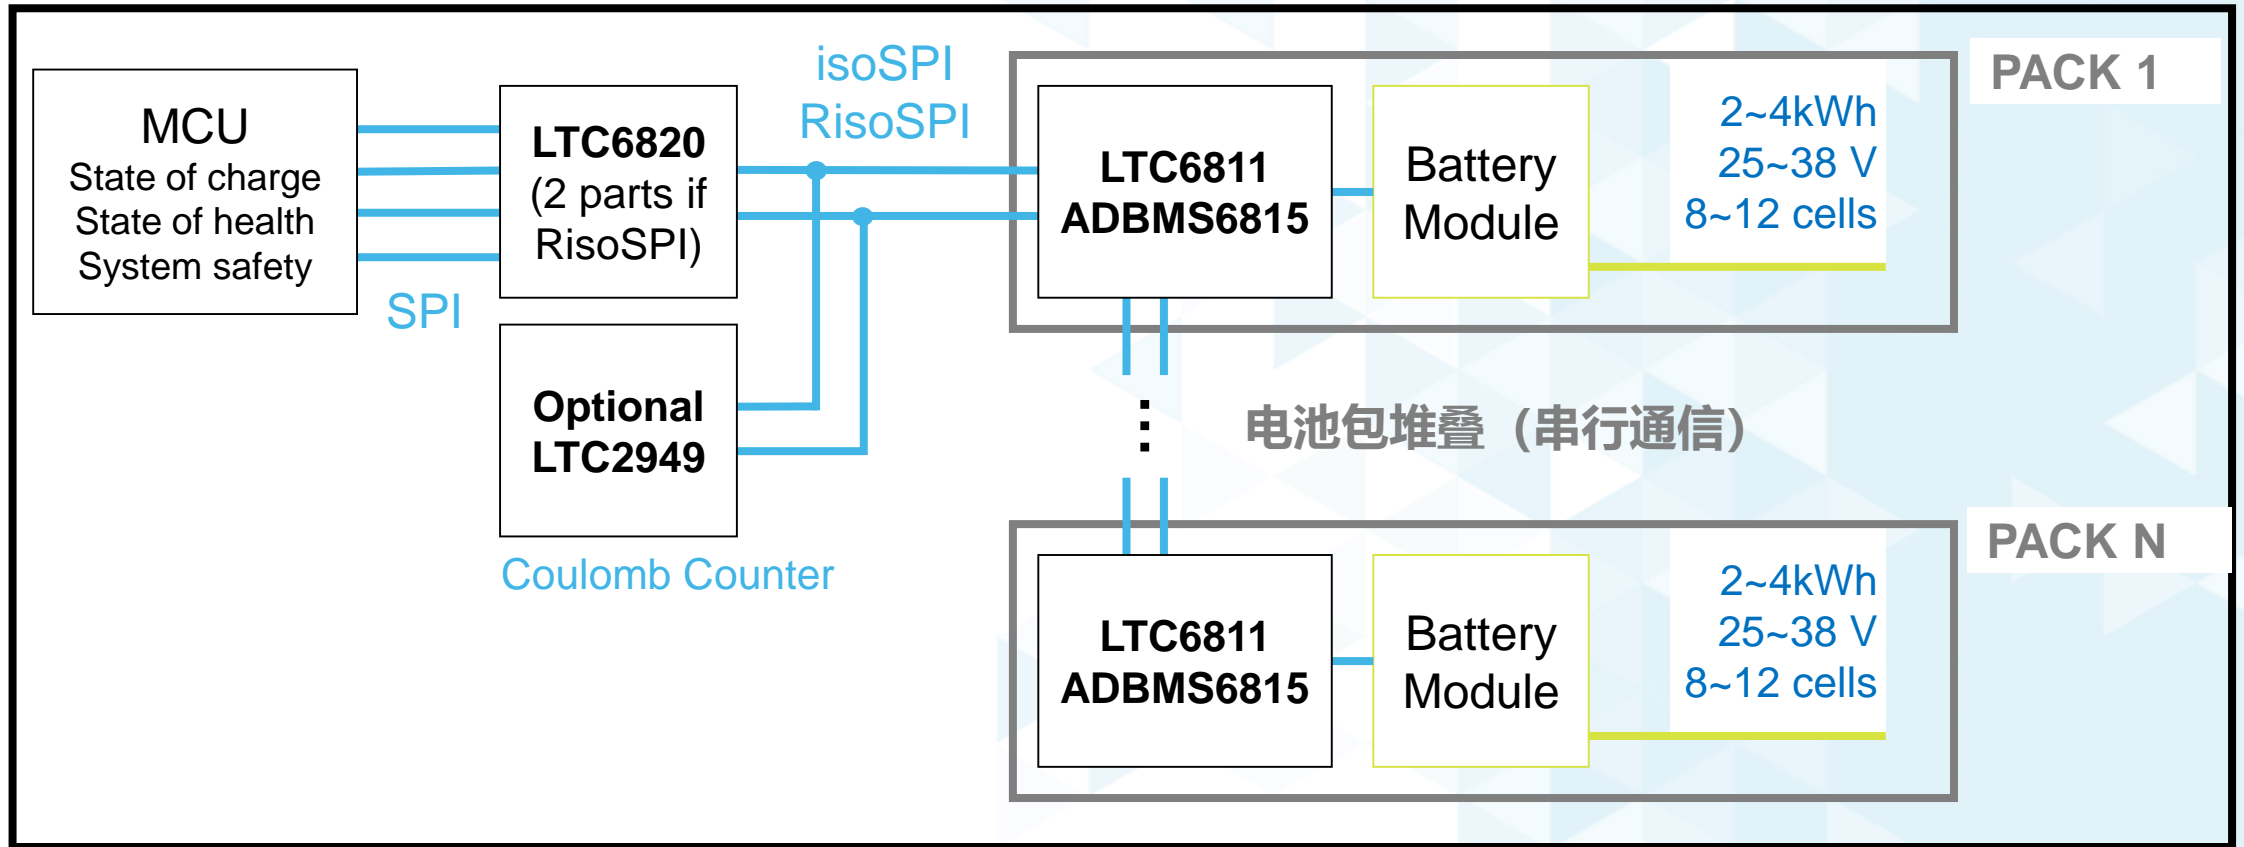 MCU
State of charge
State of health
System safety
SPI
LTC6820
(2 parts if
RisoSPI)
isoSPI
RisoSPI
Optional
LTC2949
Coulomb Counter
LTC6811
ADBMS6815
Battery
Module
2~4kWh
25~38 V
8~12 cells
PACK 1
电池包堆叠（串行通信）
LTC6811
ADBMS6815
Battery
Module
2~4kWh
25~38 V
8~12 cells
PACK N